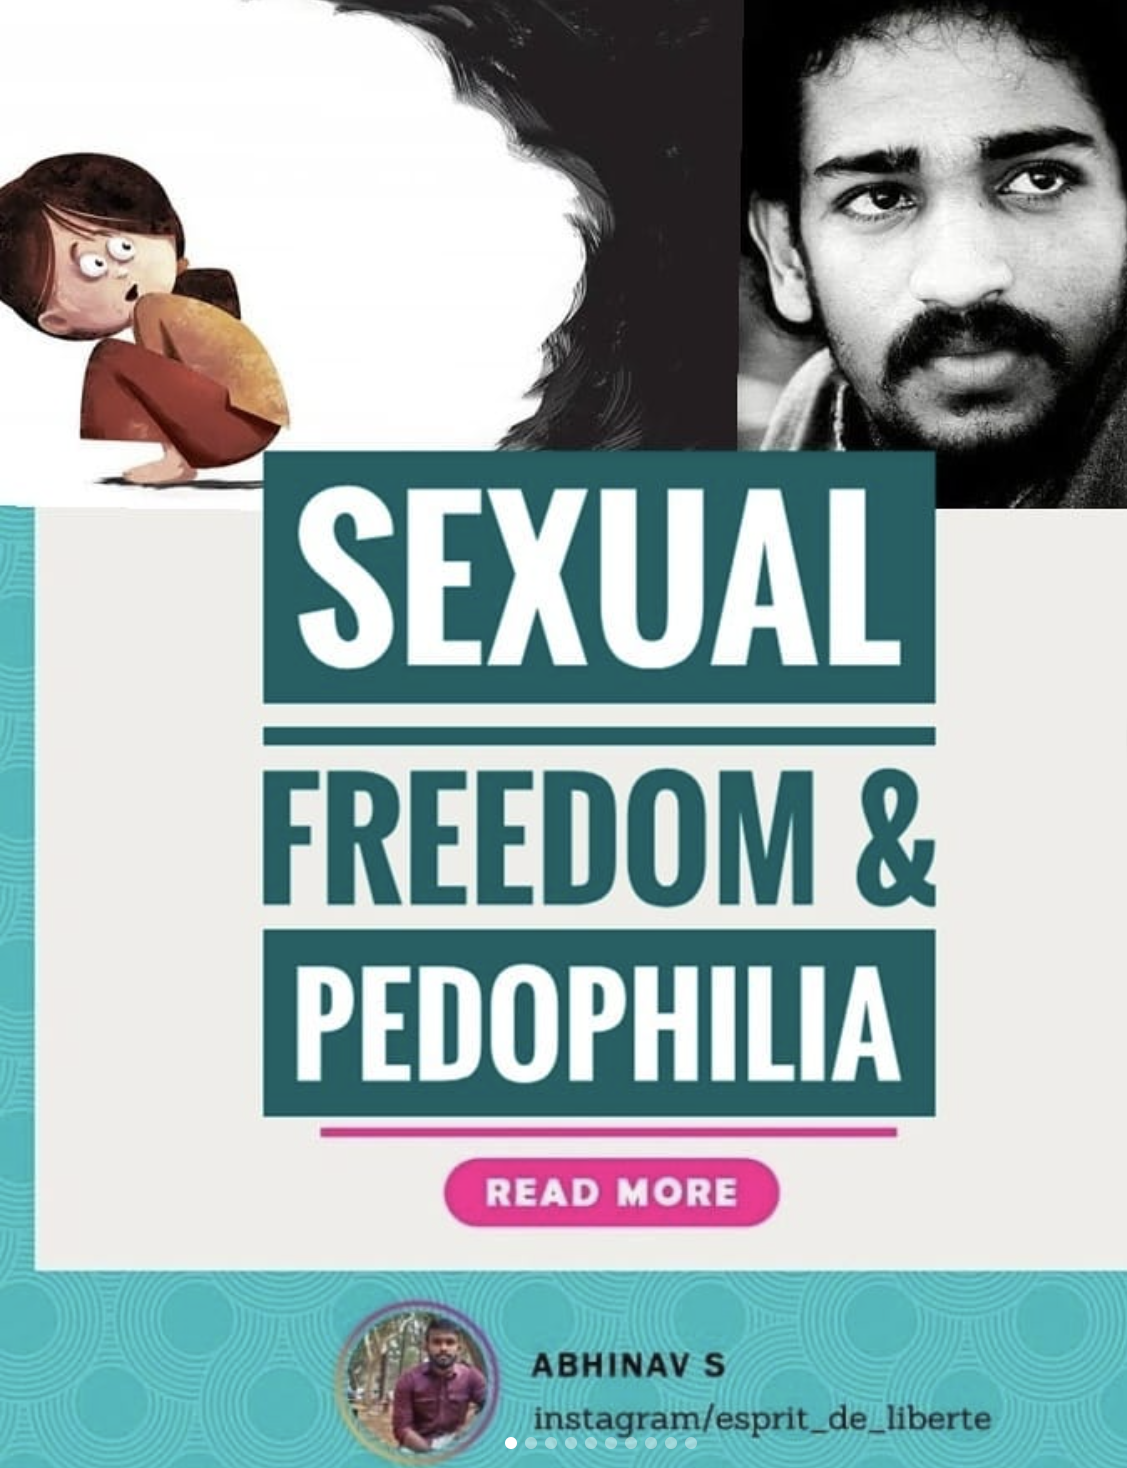 SEXUAL
FREEDOM &
PEDOPHILIA
READ MORE
ABHINAV S
instagram/esprit_de_liberte